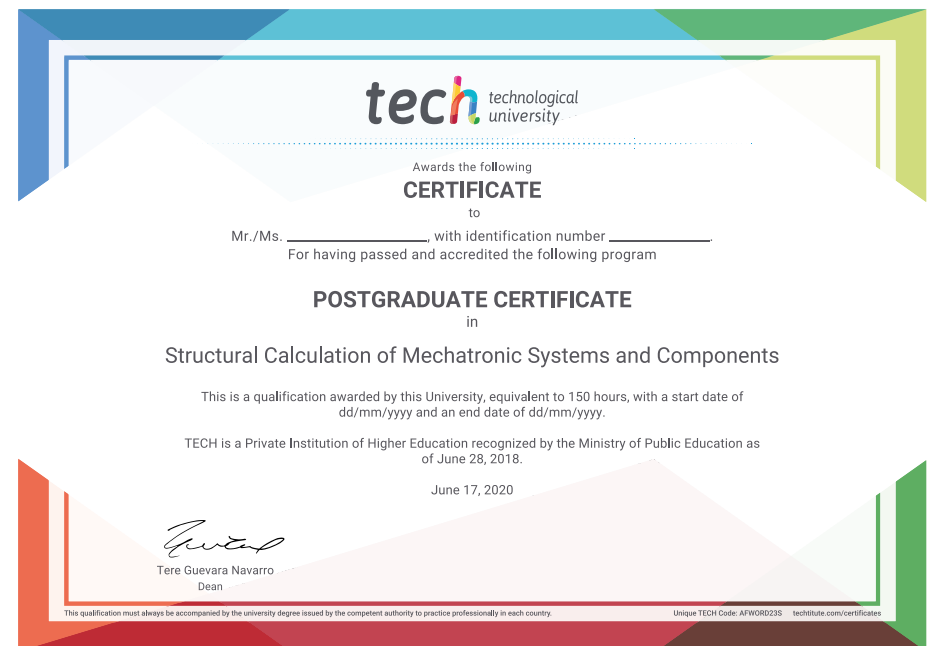 tech technological
university
Awards the following
CERTIFICATE
to
Mr./Ms. ____________________, with identification number ______________.
For having passed and accredited the following program
POSTGRADUATE CERTIFICATE
in
Structural Calculation of Mechatronic Systems and Components
This is a qualification awarded by this University, equivalent to 150 hours, with a start date of
dd/mm/yyyy and an end date of dd/mm/yyyy.
TECH is a Private Institution of Higher Education recognized by the Ministry of Public Education as
of June 28, 2018.
June 17, 2020
Tere Guevara Navarro
Dean
This qualification must always be accompanied by the university degree issued by the competent authority to practice professionally in each country.
Unique TECH Code: AFWORD23S techtitute.com/certificates